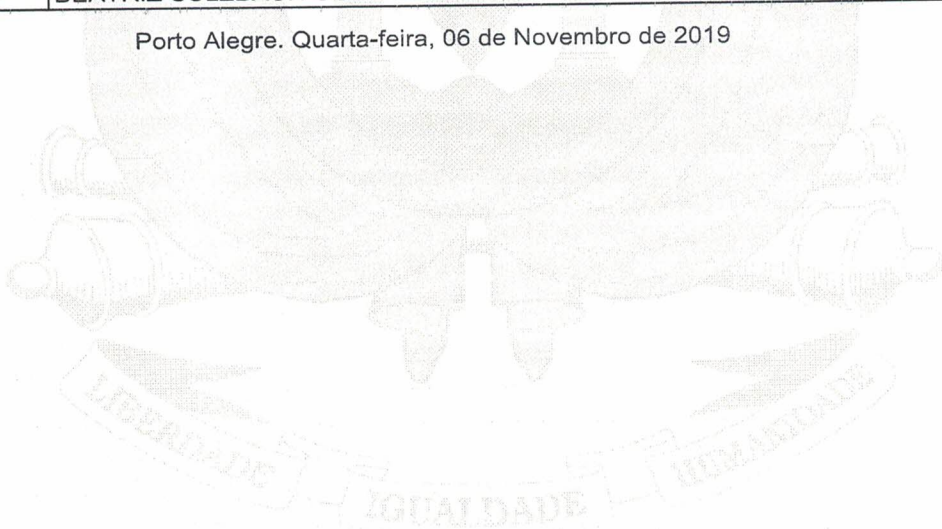 Porto Alegre. Quarta-feira, 06 de Novembro de 2019
LIBERDADE
IGUALDADE
HUMANIDADE